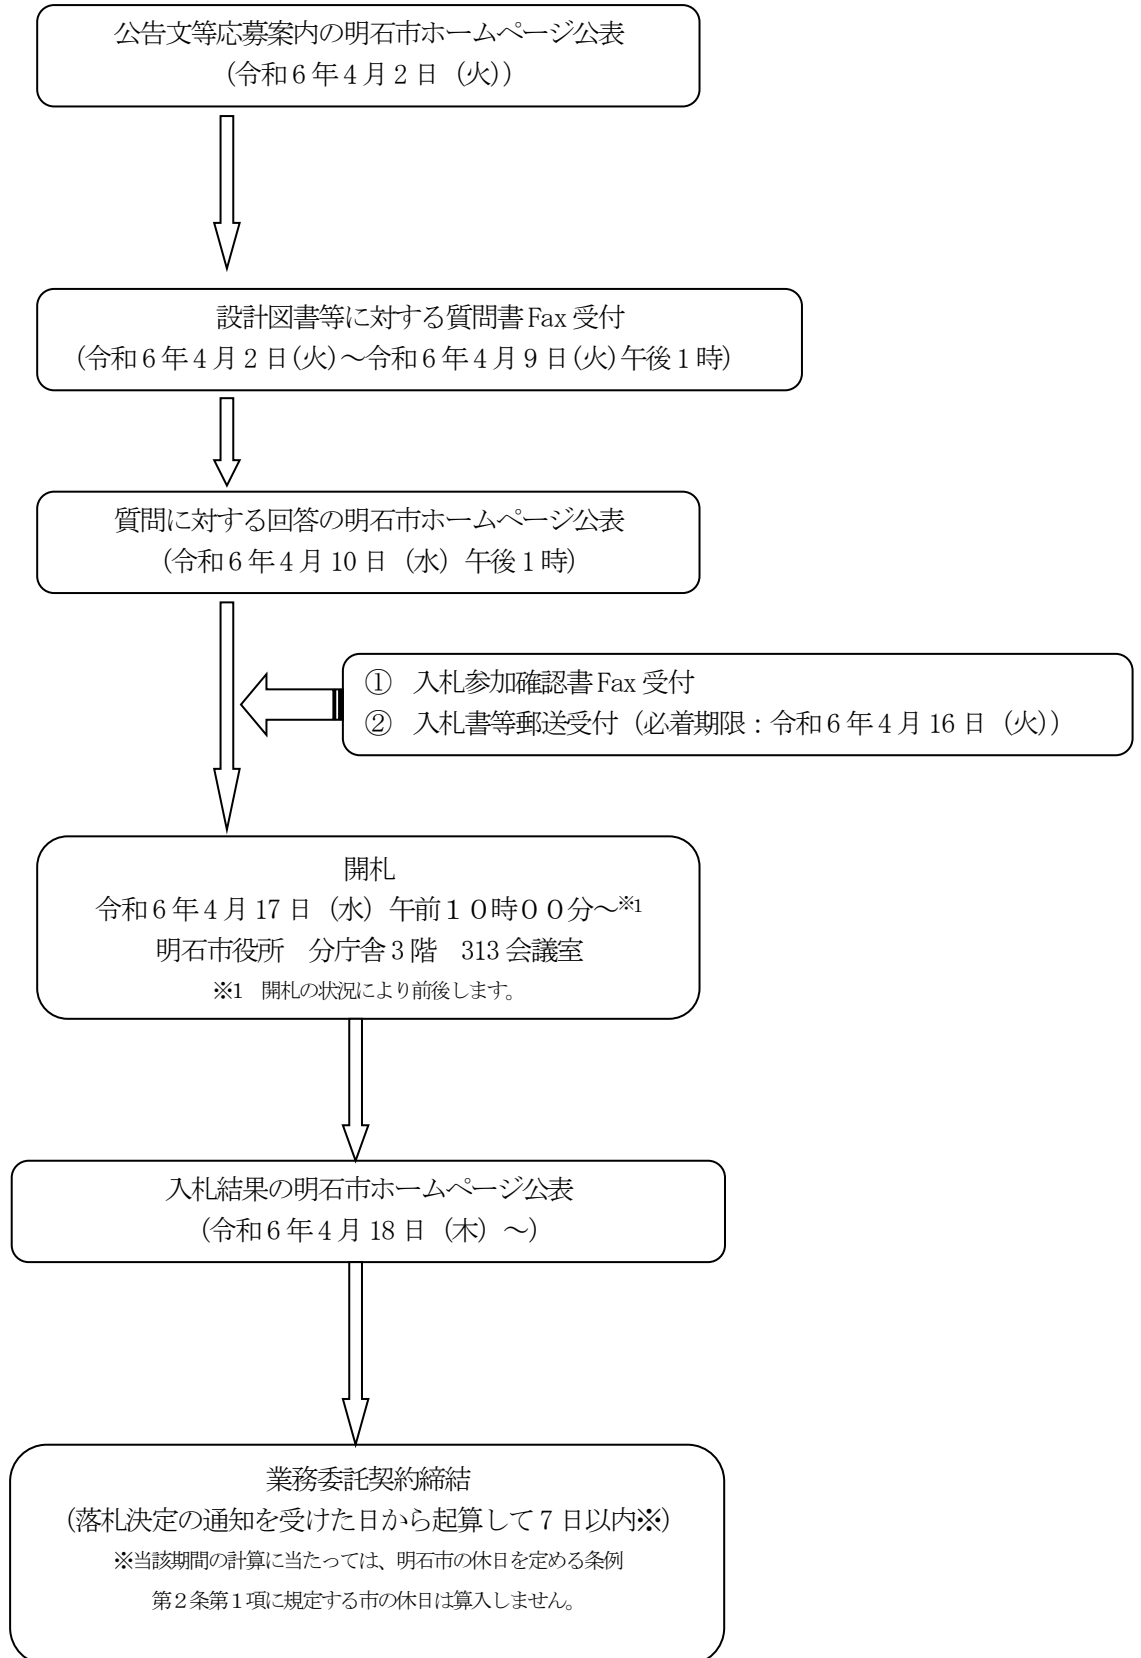 公告文等応募案内の明石市ホームページ公表
(令和6年4月2日（火))
設計図書等に対する質問書Fax受付
(令和6年4月2日(火)～令和6年4月9日(火)午後1時)
質問に対する回答の明石市ホームページ公表
(令和6年4月10日（水）午後1時)
①　入札参加確認書Fax受付
②　入札書等郵送受付（必着期限：令和6年4月16日（火））
開札
令和6年4月17日（水）午前１０時００分～※1
明石市役所　分庁舎3階　313会議室
※1　開札の状況により前後します。
入札結果の明石市ホームページ公表
（令和6年4月18日（木）～）
業務委託契約締結
(落札決定の通知を受けた日から起算して7日以内※)
※当該期間の計算に当たっては、明石市の休日を定める条例
第２条第１項に規定する市の休日は算入しません。